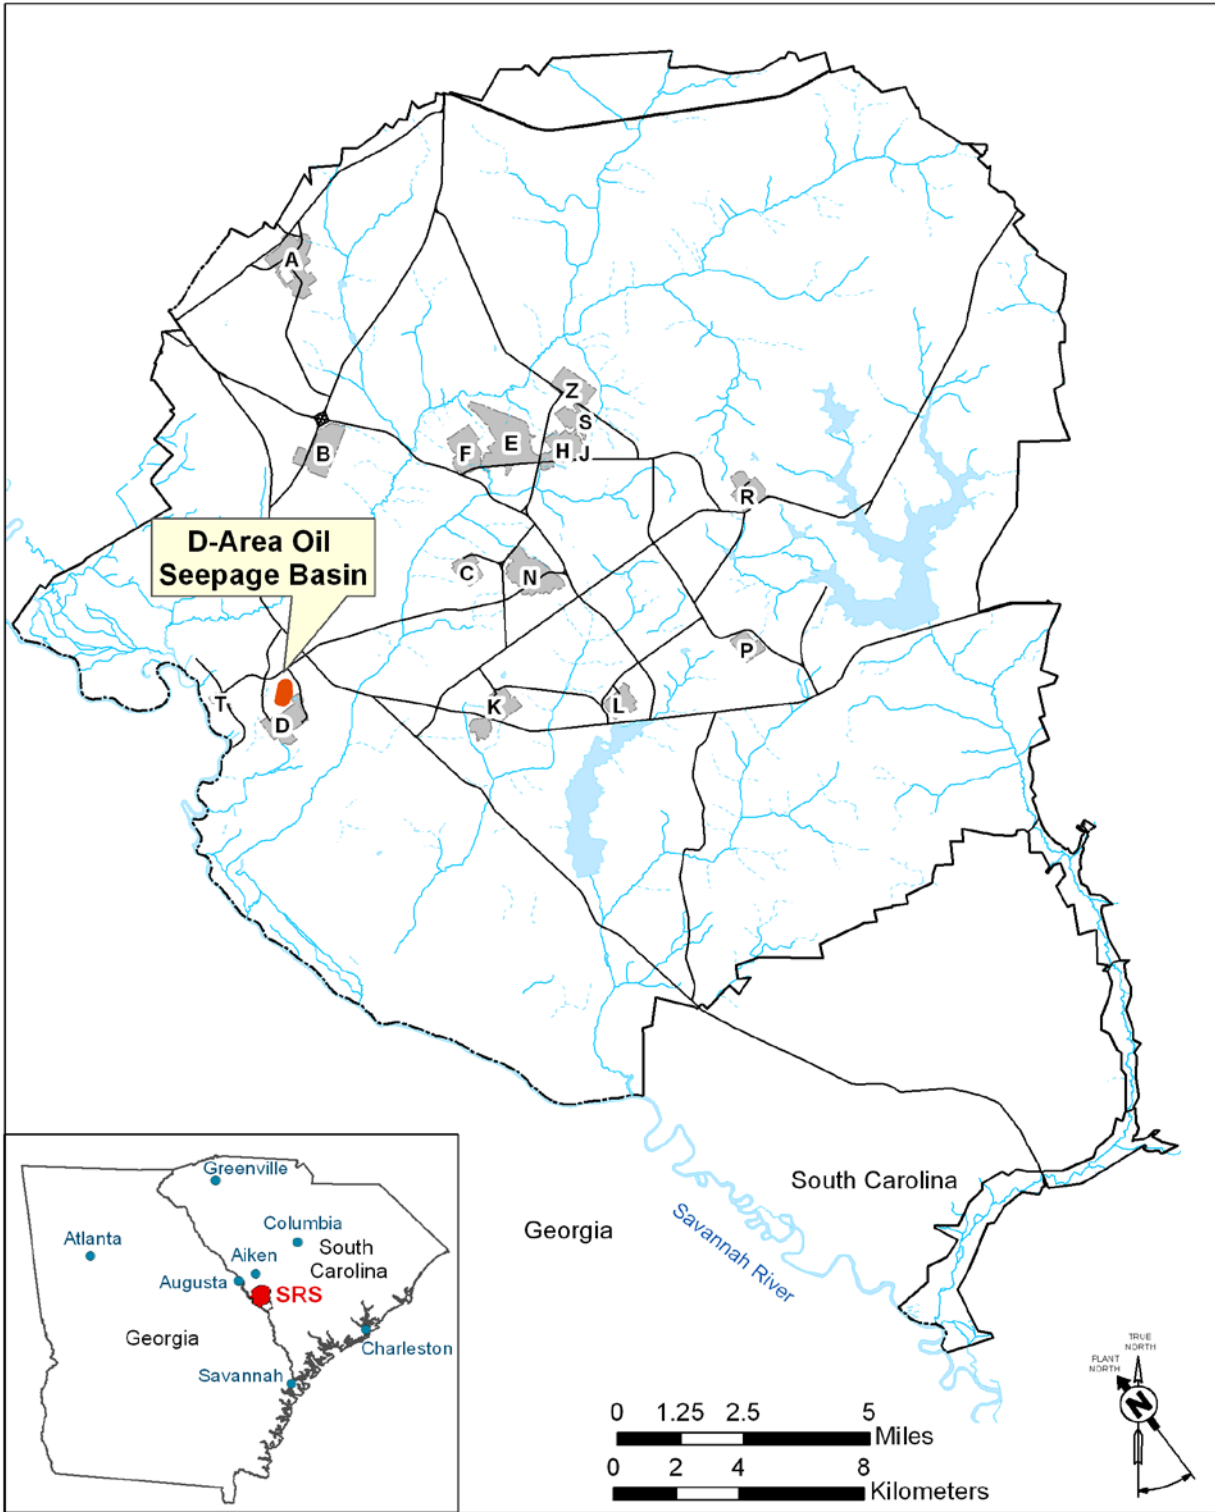 A
Z
S
E
F
H
J
B
R
D-Area Oil
Seepage Basin
C
N
P
T
D
K
L
South Carolina
Georgia
Savannah River
Greenville
Columbia
Atlanta
South
Carolina
Aiken
Augusta
SRS
Georgia
Charleston
Savannah
TRUE
NORTH
PLANT
NORTH
N
0 1.25 2.5 5
Miles
0 2 4 8
Kilometers